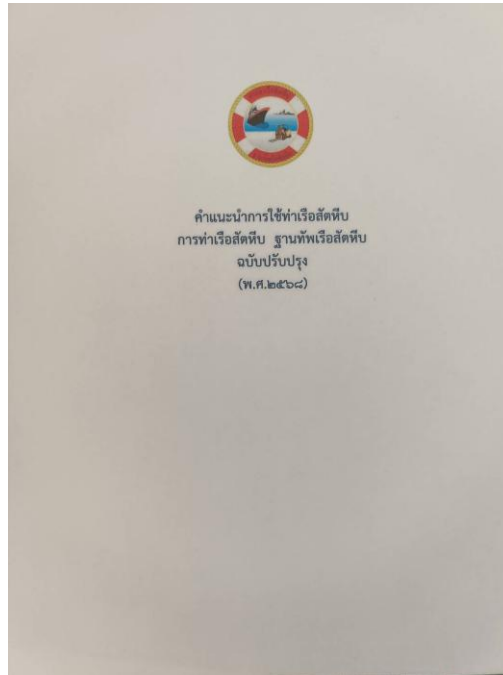 คำแนะนำการใช้ท่าเรือสัตหีบ
การท่าเรือสัตหีบ ฐานทัพเรือสัตหีบ
ฉบับปรับปรุง
(พ.ศ.๒๕๖๘)